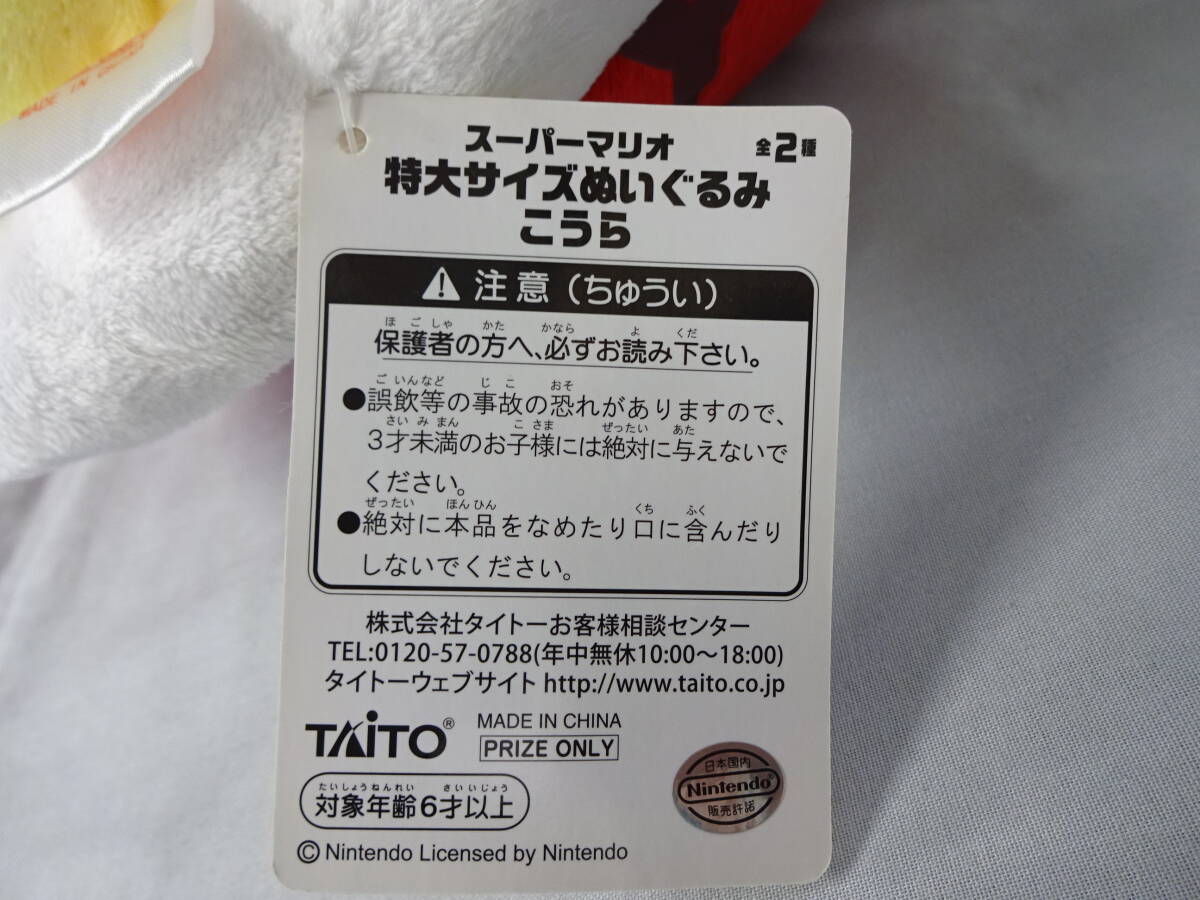 MADE IN
スーパーマリオ 全2種
特大サイズぬいぐるみ
こうら
注意（ちゅうい）
ほごしゃ かた かなら よ くだ
保護者の方へ、必ずお読み下さい。
ごいんなど じこ おそ
●誤飲等の事故の恐れがありますので、
さいみまん こさま ぜったい あた
3才未満のお子様には絶対に与えないで
ください。
ぜったい ほんひん くち ふく
●絶対に本品をなめたり口に含んだり
しないでください。
株式会社タイトーお客様相談センター
TEL:0120-57-0788(年中無休10:00～18:00)
タイトーウェブサイト http://www.taito.co.jp
TAITO® MADE IN CHINA
PRIZE ONLY
たいしょうねんれい さいいじょう
対象年齢6才以上
日本国内
Nintendo®
販売許諾
© Nintendo Licensed by Nintendo